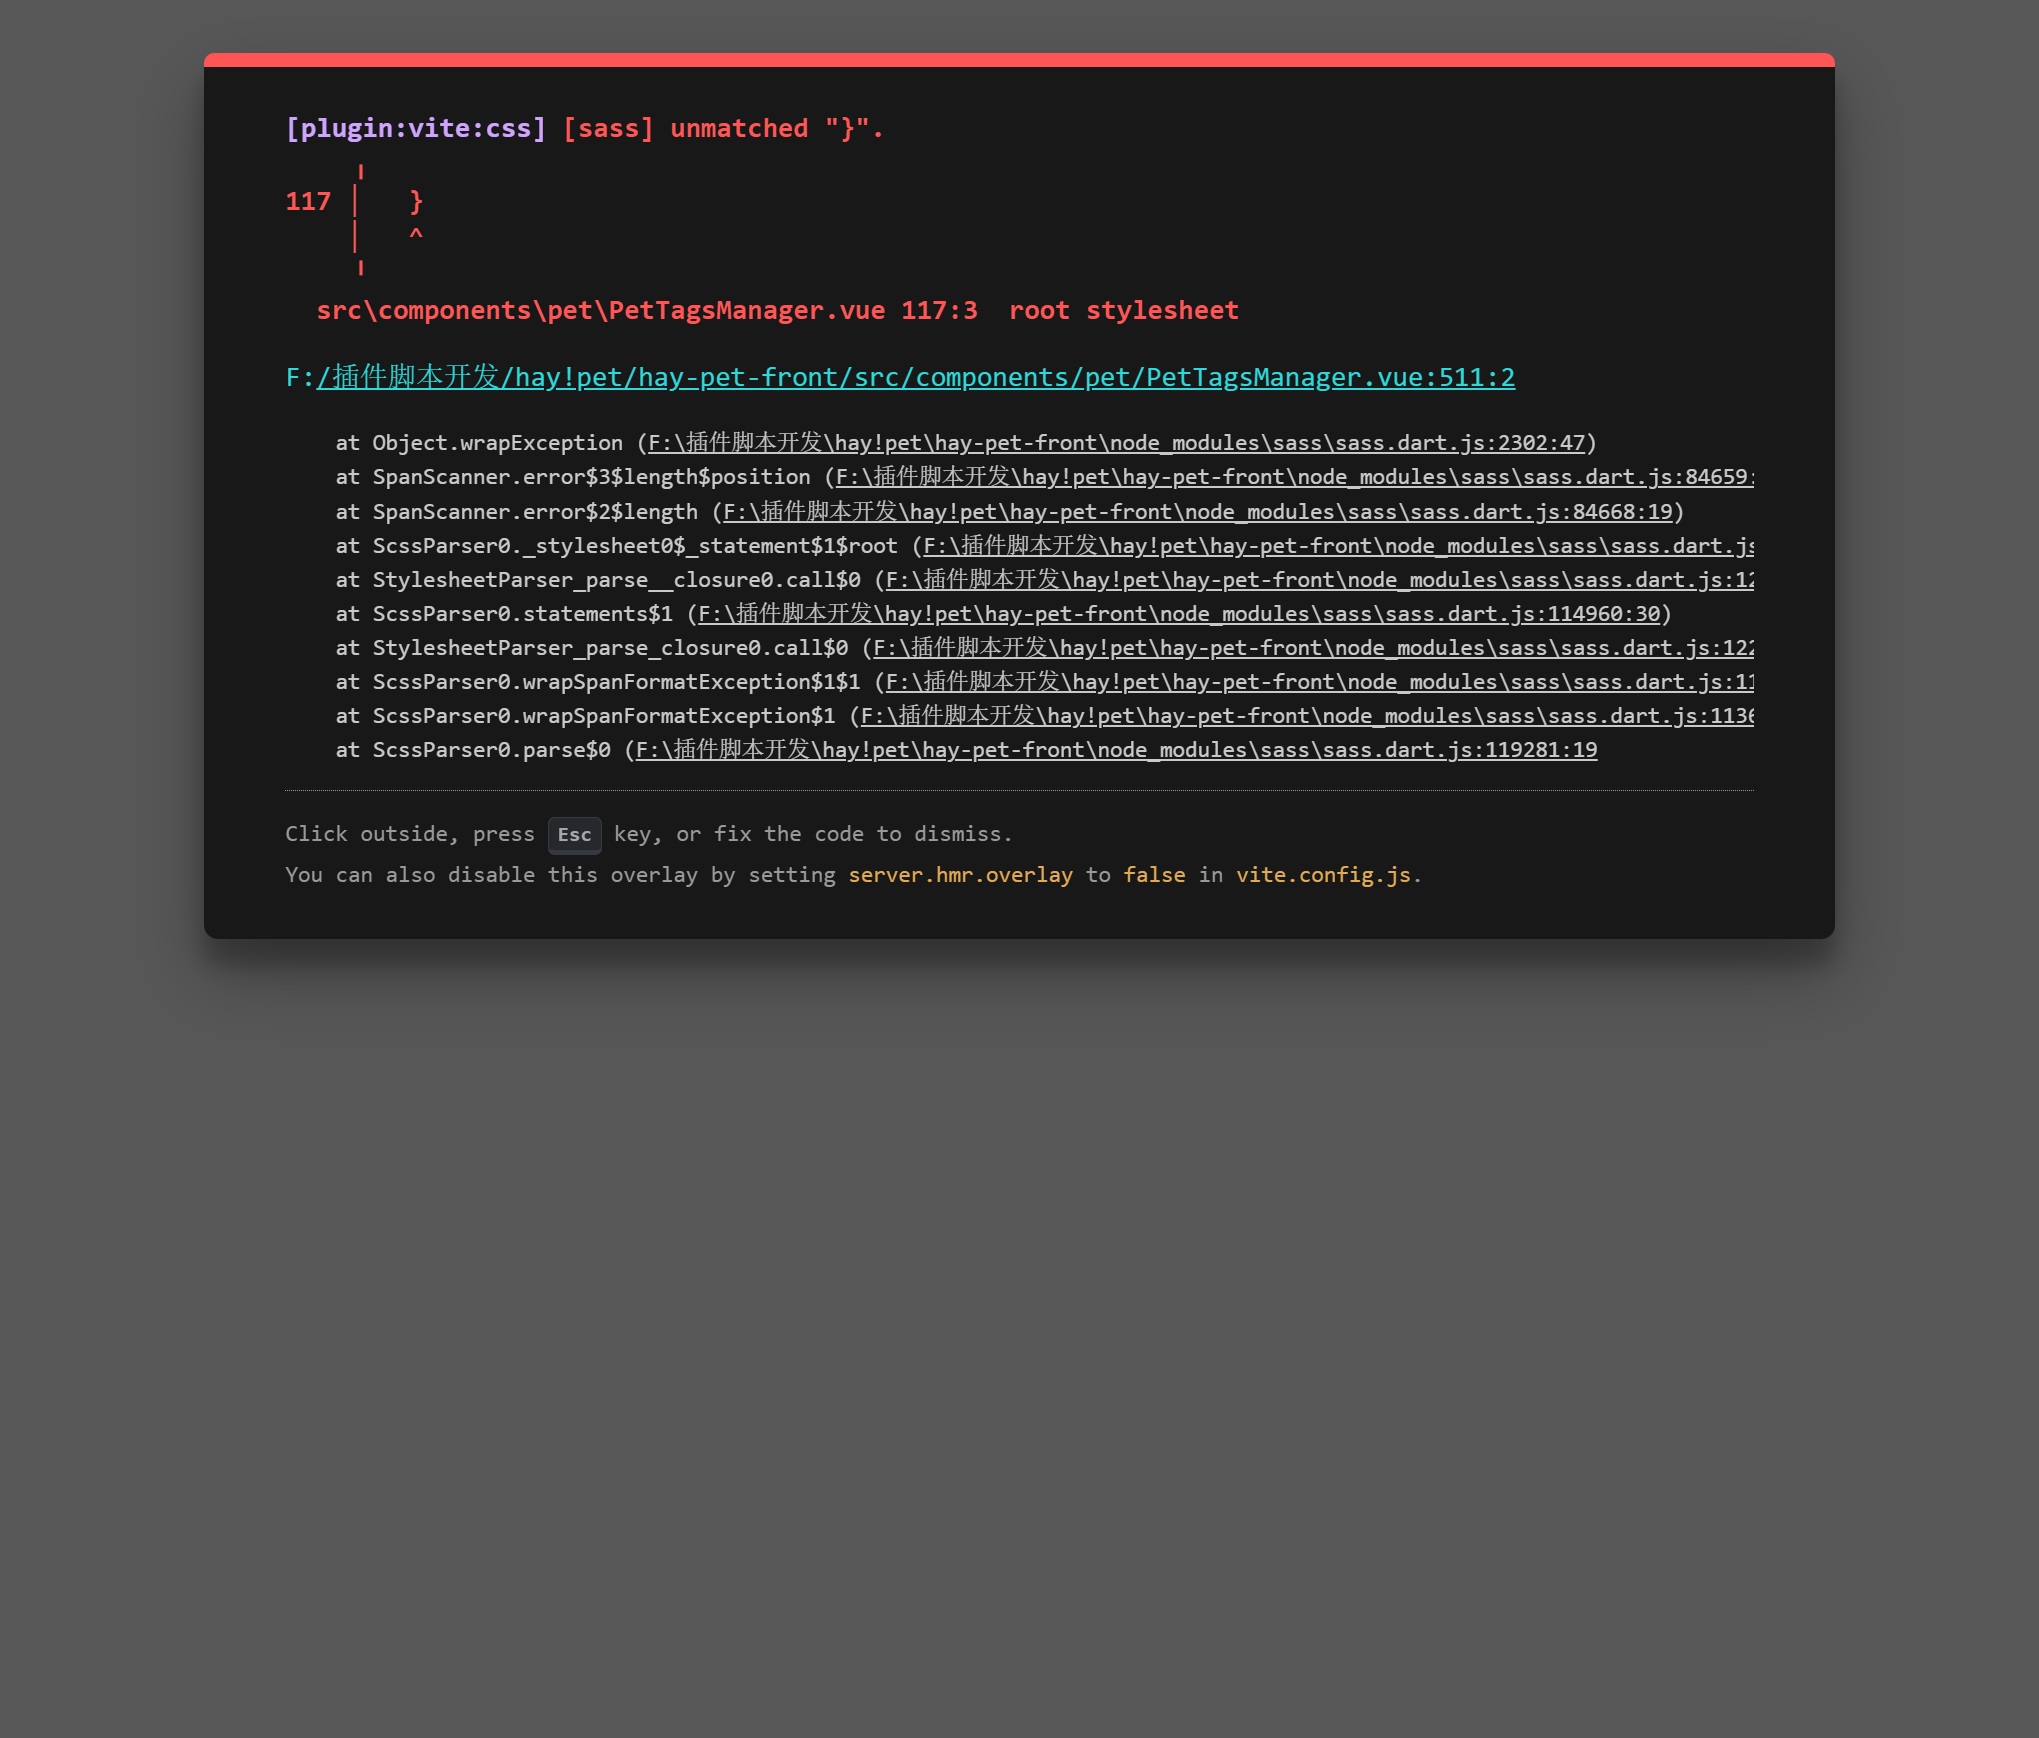 [plugin:vite:css] [sass] unmatched "}".
╷
117 │   }
│   ^
╵
src\components\pet\PetTagsManager.vue 117:3  root stylesheet
F:/插件脚本开发/hay!pet/hay-pet-front/src/components/pet/PetTagsManager.vue:511:2
at Object.wrapException (F:\插件脚本开发\hay!pet\hay-pet-front\node_modules\sass\sass.dart.js:2302:47)
at SpanScanner.error$3$length$position (F:\插件脚本开发\hay!pet\hay-pet-front\node_modules\sass\sass.dart.js:84659:
at SpanScanner.error$2$length (F:\插件脚本开发\hay!pet\hay-pet-front\node_modules\sass\sass.dart.js:84668:19)
at ScssParser0._stylesheet0$_statement$1$root (F:\插件脚本开发\hay!pet\hay-pet-front\node_modules\sass\sass.dart.js
at StylesheetParser_parse__closure0.call$0 (F:\插件脚本开发\hay!pet\hay-pet-front\node_modules\sass\sass.dart.js:12
at ScssParser0.statements$1 (F:\插件脚本开发\hay!pet\hay-pet-front\node_modules\sass\sass.dart.js:114960:30)
at StylesheetParser_parse_closure0.call$0 (F:\插件脚本开发\hay!pet\hay-pet-front\node_modules\sass\sass.dart.js:122
at ScssParser0.wrapSpanFormatException$1$1 (F:\插件脚本开发\hay!pet\hay-pet-front\node_modules\sass\sass.dart.js:11
at ScssParser0.wrapSpanFormatException$1 (F:\插件脚本开发\hay!pet\hay-pet-front\node_modules\sass\sass.dart.js:1136
at ScssParser0.parse$0 (F:\插件脚本开发\hay!pet\hay-pet-front\node_modules\sass\sass.dart.js:119281:19
Click outside, press Esc key, or fix the code to dismiss.
You can also disable this overlay by setting server.hmr.overlay to false in vite.config.js.